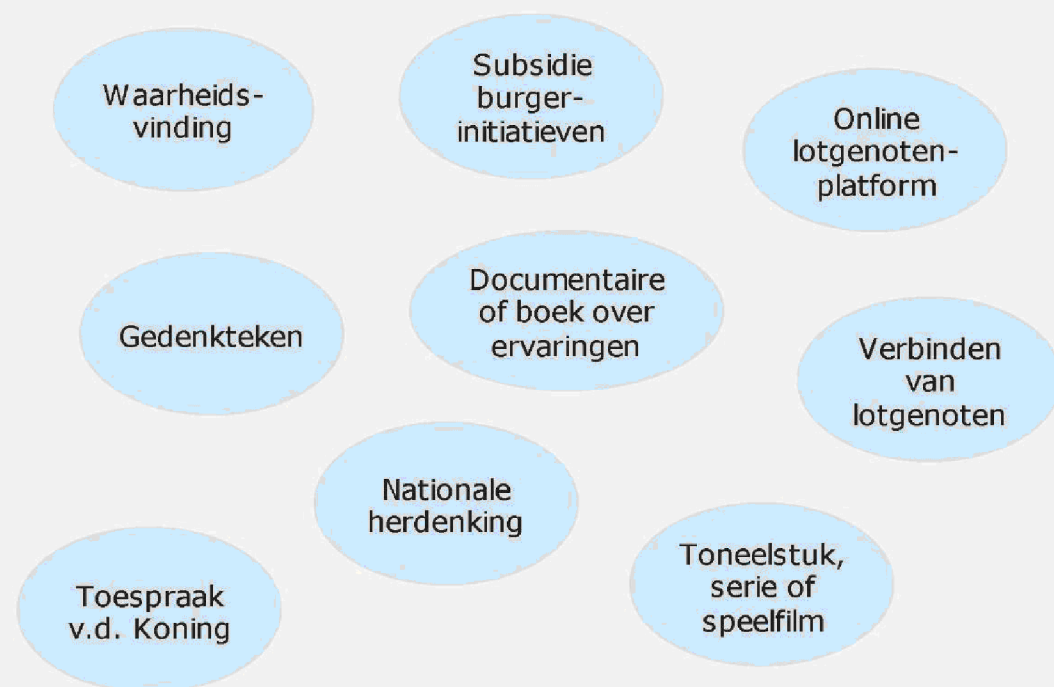 Waarheids-
vinding
Subsidie
burger-
initiatieven
Online
lotgenoten-
platform
Gedenkteken
Documentaire
of boek over
ervaringen
Verbinden
van
lotgenoten
Nationale
herdenking
Toespraak
v.d. Koning
Toneelstuk,
serie of
speelfilm